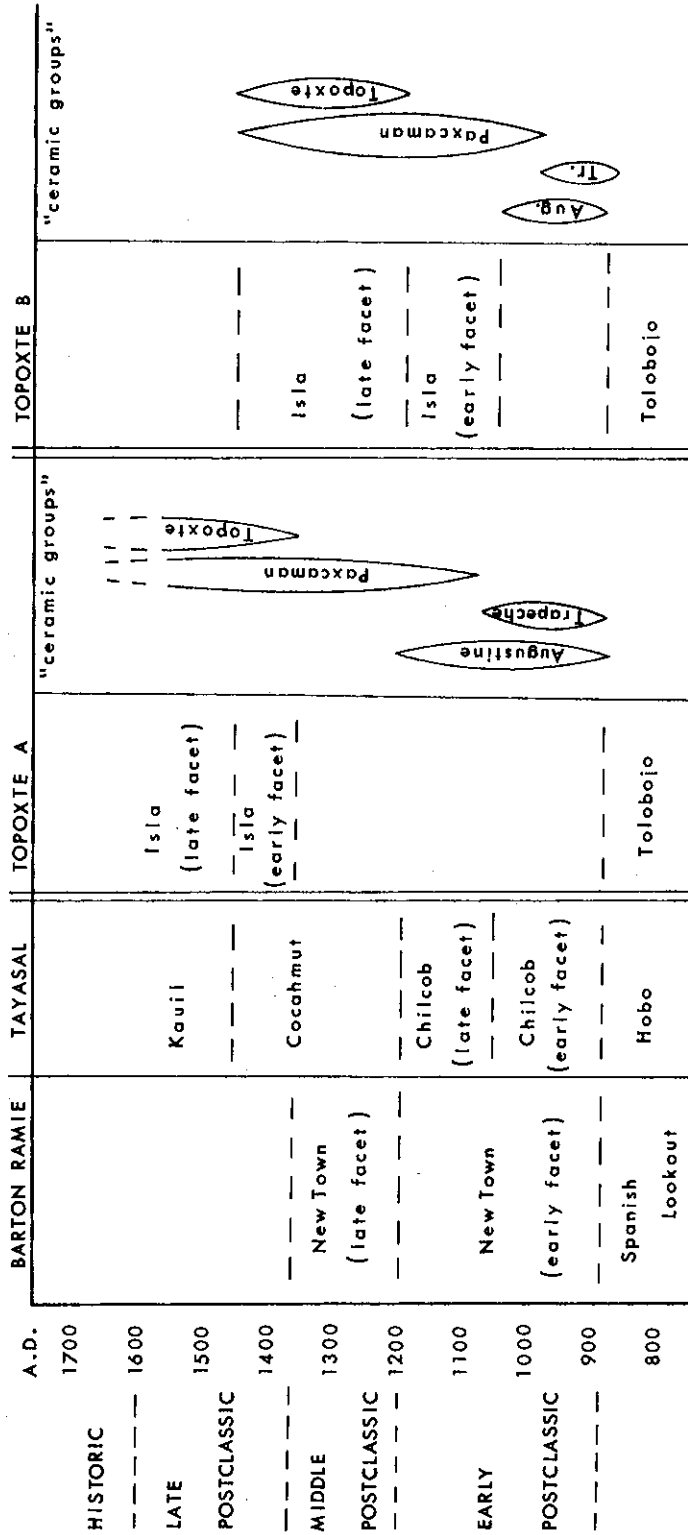 A.D.
BARTON RAMIE
TAYASAL
TOPOXTE A
TOPOXTE B
1700
1600
1500
1400
1300
1200
1100
1000
900
800
HISTORIC
LATE
POSTCLASSIC
MIDDLE
POSTCLASSIC
EARLY
POSTCLASSIC
New Town
(late facet)
New Town
(early facet)
Spanish
Lookout
Kauil
Cocahmut
Chilcob
(late facet)
Chilcob
(early facet)
Hobo
Isla
(late facet)
Isla
(early facet)
Tolobojo
"ceramic groups"
Topoxte
Paxcaman
Trapeche
Augustine
Isla
(late facet)
Isla
(early facet)
Tolobojo
"ceramic groups"
Topoxte
Paxcaman
Tr.
Aug.